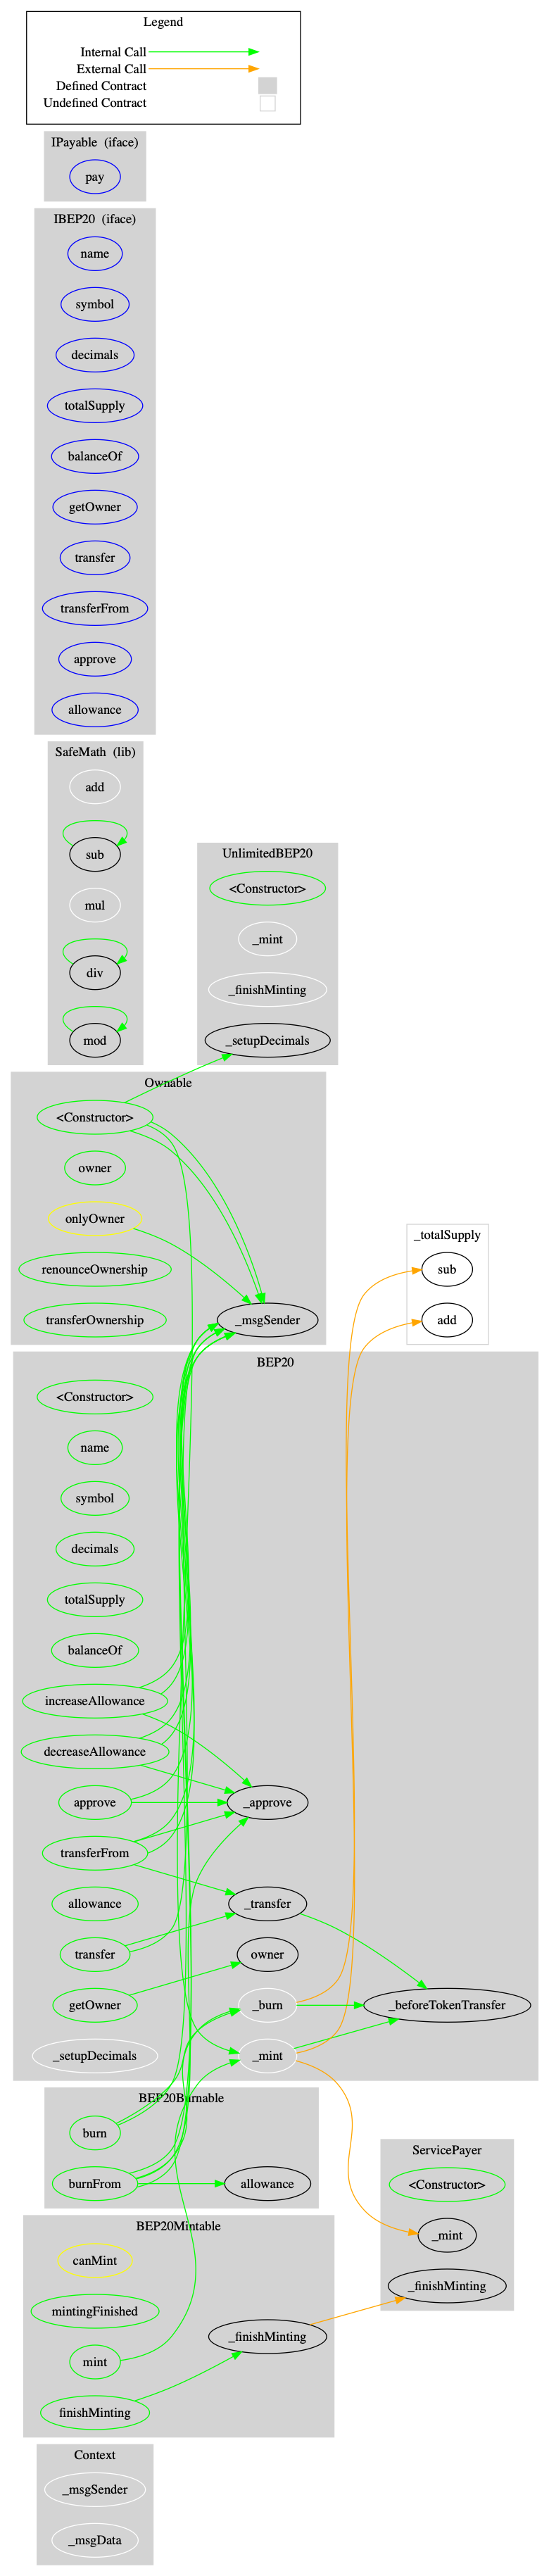 Legend
Internal Call
External Call
Defined Contract
Undefined Contract
IPayable (iface)
pay
IBEP20 (iface)
name
symbol
decimals
totalSupply
balanceOf
getOwner
transfer
transferFrom
approve
allowance
SafeMath (lib)
add
sub
mul
div
mod
UnlimitedBEP20
<Constructor>
_mint
_finishMinting
_setupDecimals
Ownable
<Constructor>
owner
onlyOwner
renounceOwnership
transferOwnership
_msgSender
_totalSupply
sub
add
BEP20
<Constructor>
name
symbol
decimals
totalSupply
balanceOf
increaseAllowance
decreaseAllowance
approve
transferFrom
allowance
transfer
getOwner
_setupDecimals
_approve
_transfer
owner
_burn
_mint
_beforeTokenTransfer
BEP20Burnable
burn
burnFrom
allowance
ServicePayer
<Constructor>
_mint
_finishMinting
BEP20Mintable
canMint
mintingFinished
mint
finishMinting
_finishMinting
Context
_msgSender
_msgData